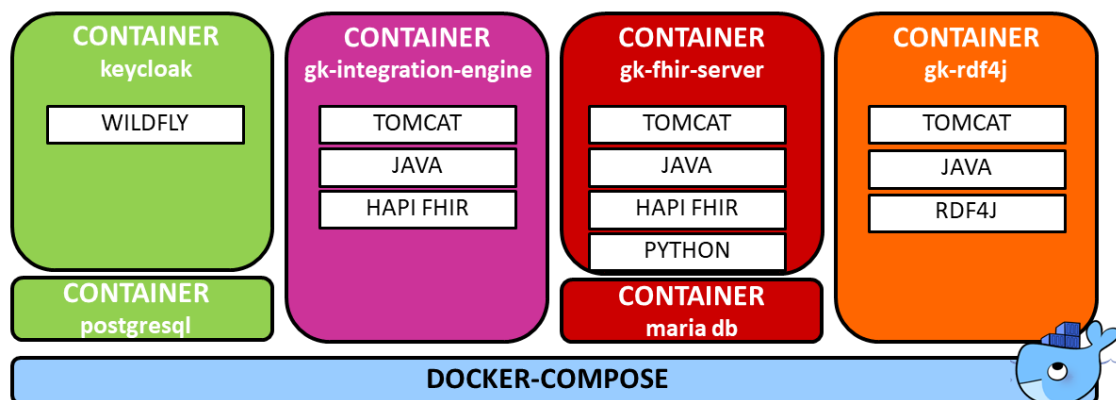 CONTAINER
keycloak
WILDFLY
CONTAINER
postgresql
CONTAINER
gk-integration-engine
TOMCAT
JAVA
HAPI FHIR
CONTAINER
gk-fhir-server
TOMCAT
JAVA
HAPI FHIR
PYTHON
CONTAINER
maria db
CONTAINER
gk-rdf4j
TOMCAT
JAVA
RDF4J
DOCKER-COMPOSE